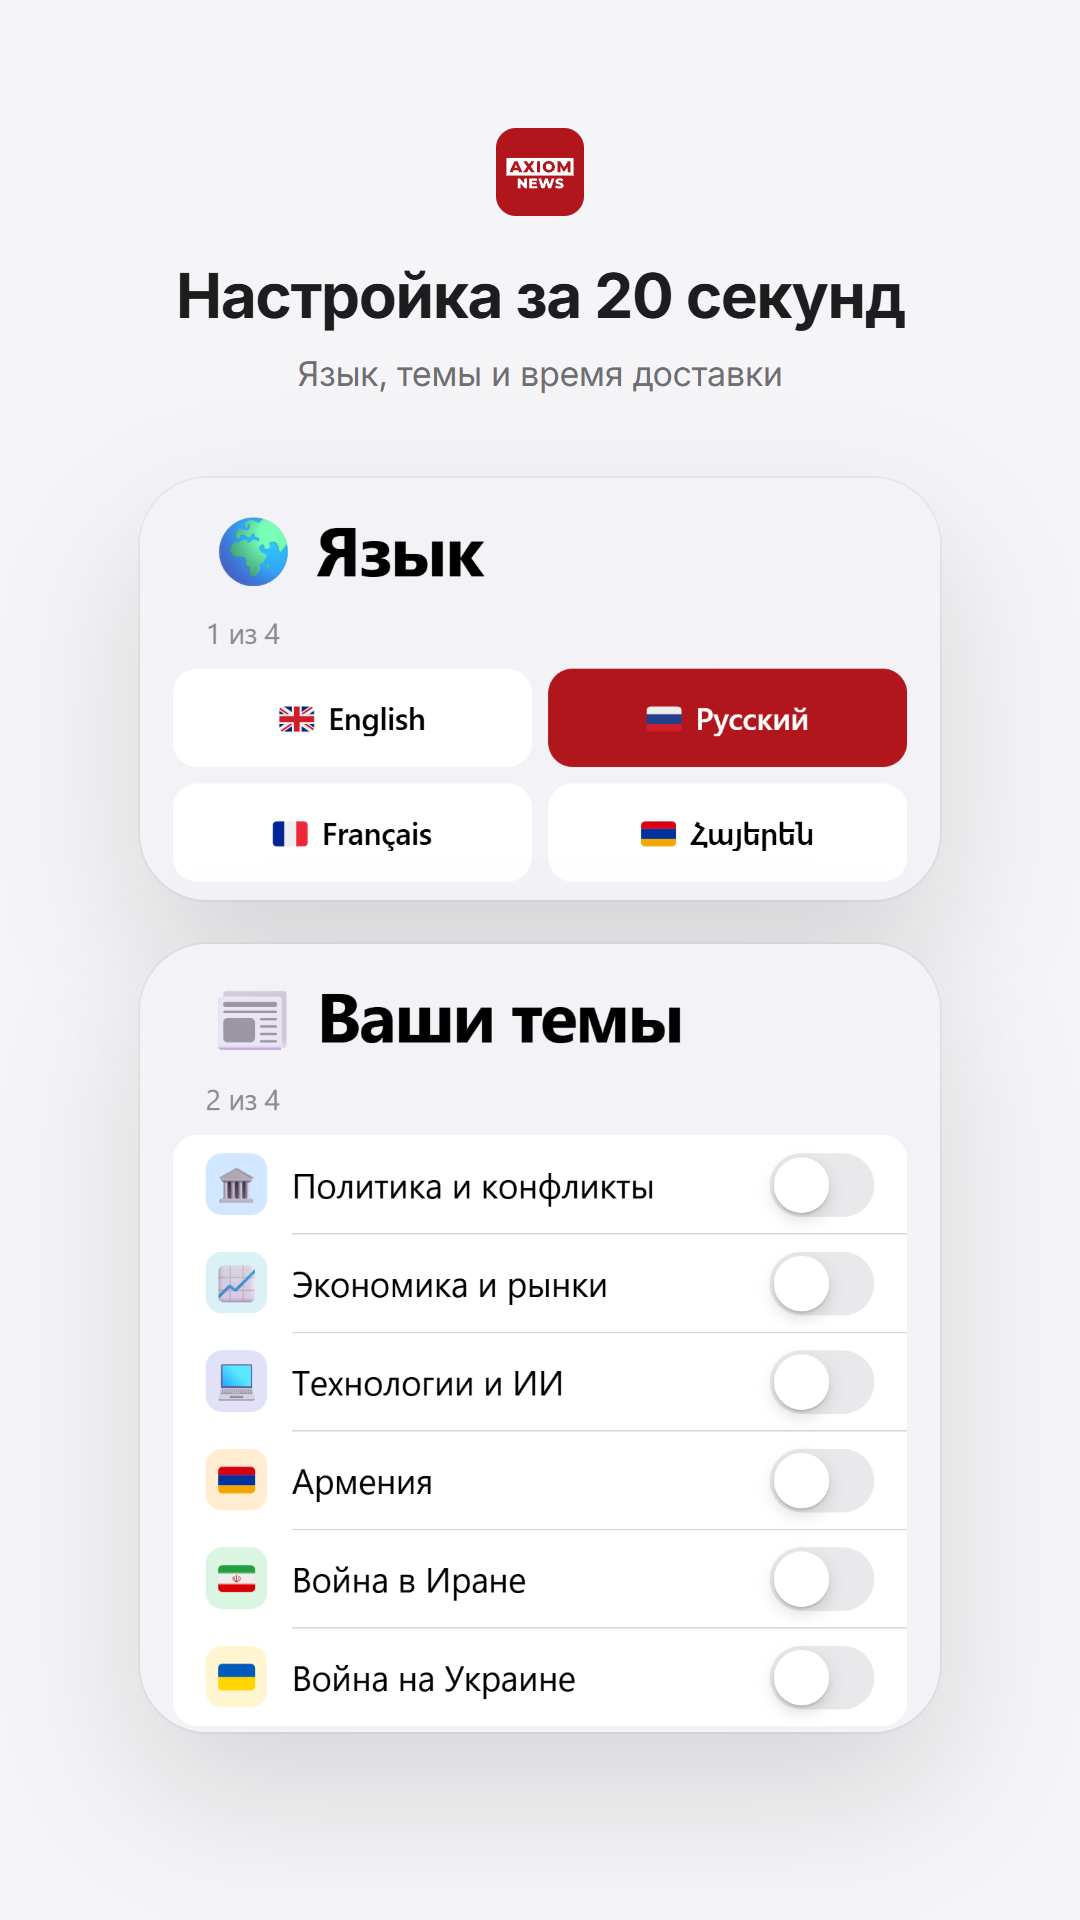 AXIOM
NEWS
Настройка за 20 секунд
Язык, темы и время доставки
Язык
1 из 4
English
Русский
Français
Հայերեն
Ваши темы
2 из 4
Политика и конфликты
Экономика и рынки
Технологии и ИИ
Армения
Война в Иране
Война на Украине